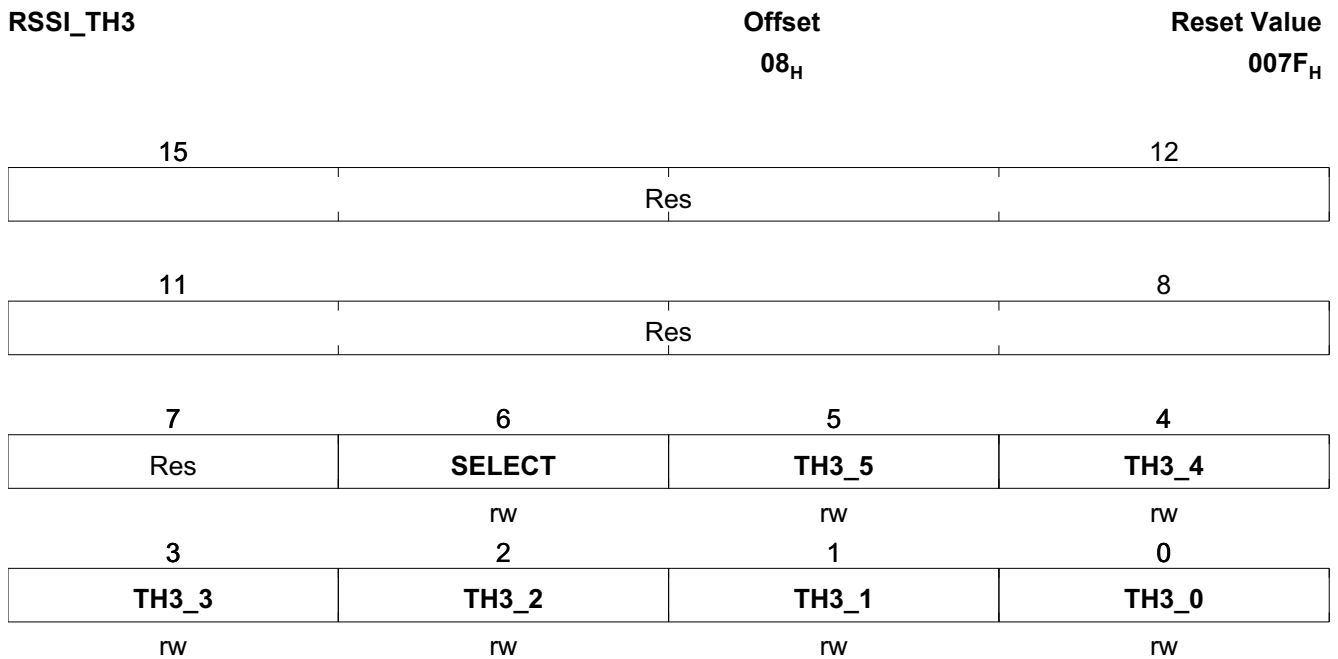 RSSI_TH3 Offset Reset Value
08H 007FH
15 12
Res
11 8
Res
7 6 5 4
Res SELECT TH3_5 TH3_4
rw rw rw
3 2 1 0
TH3_3 TH3_2 TH3_1 TH3_0
rw rw rw rw